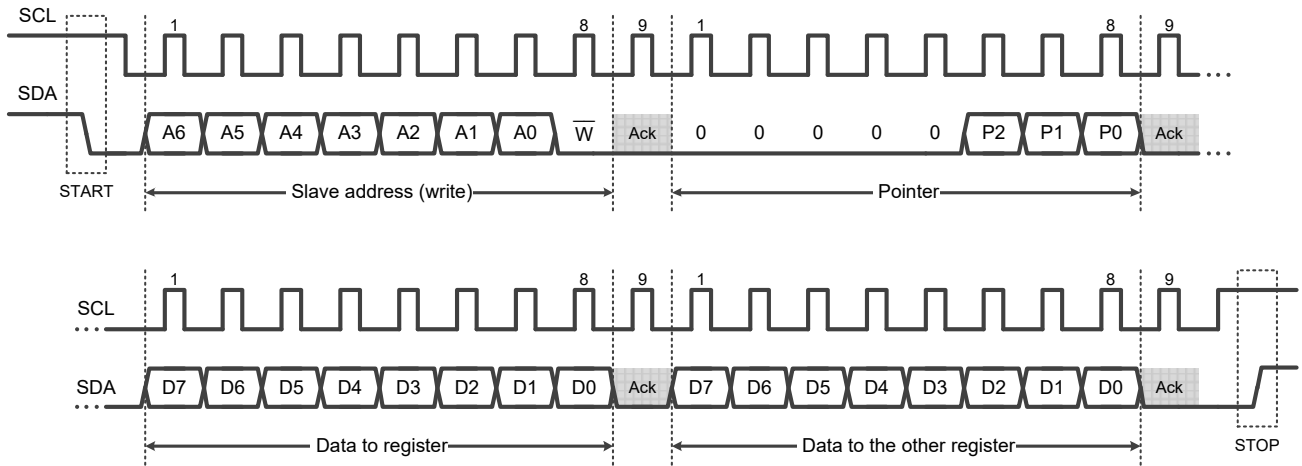 SCL
1 8 9 1 8 9
SDA
A6 A5 A4 A3 A2 A1 A0 W Ack 0 0 0 0 0 P2 P1 P0 Ack
START Slave address (write) Pointer
1 8 9 1 8 9
SCL
SDA D7 D6 D5 D4 D3 D2 D1 D0 Ack D7 D6 D5 D4 D3 D2 D1 D0 Ack
Data to register Data to the other register STOP